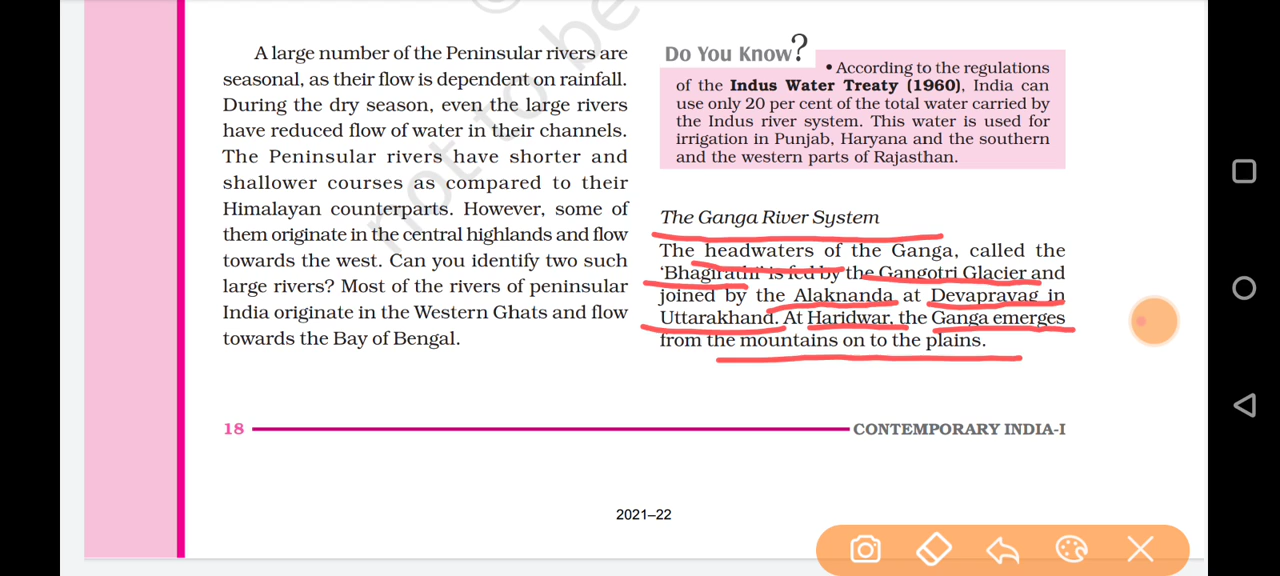 A large number of the Peninsular rivers are
seasonal, as their flow is dependent on rainfall.
During the dry season, even the large rivers
have reduced flow of water in their channels.
The Peninsular rivers have shorter and
shallower courses as compared to their
Himalayan counterparts. However, some of
them originate in the central highlands and flow
towards the west. Can you identify two such
large rivers? Most of the rivers of peninsular
India originate in the Western Ghats and flow
towards the Bay of Bengal.
Do You Know?
• According to the regulations
of the Indus Water Treaty (1960), India can
use only 20 per cent of the total water carried by
the Indus river system. This water is used for
irrigation in Punjab, Haryana and the southern
and the western parts of Rajasthan.
The Ganga River System
The headwaters of the Ganga, called the
‘Bhagirathi’ is fed by the Gangotri Glacier and
joined by the Alaknanda at Devaprayag in
Uttarakhand. At Haridwar, the Ganga emerges
from the mountains on to the plains.
18
CONTEMPORARY INDIA-I
2021–22
not to be